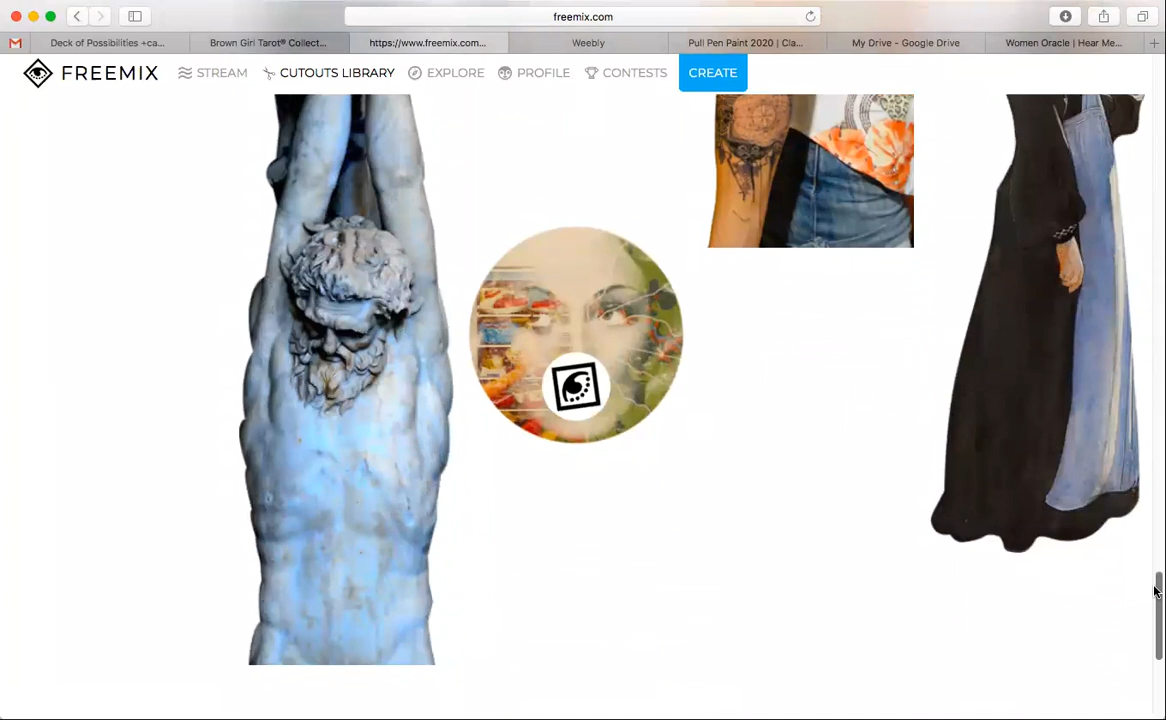 freemix.com
Deck of Possibilities +ca...
Brown Girl Tarot® Collect...
https://www.freemix.com...
Weebly
Pull Pen Paint 2020 | Cla...
My Drive - Google Drive
Women Oracle | Hear Me...
FREEMIX
STREAM
CUTOUTS LIBRARY
EXPLORE
PROFILE
CONTESTS
CREATE